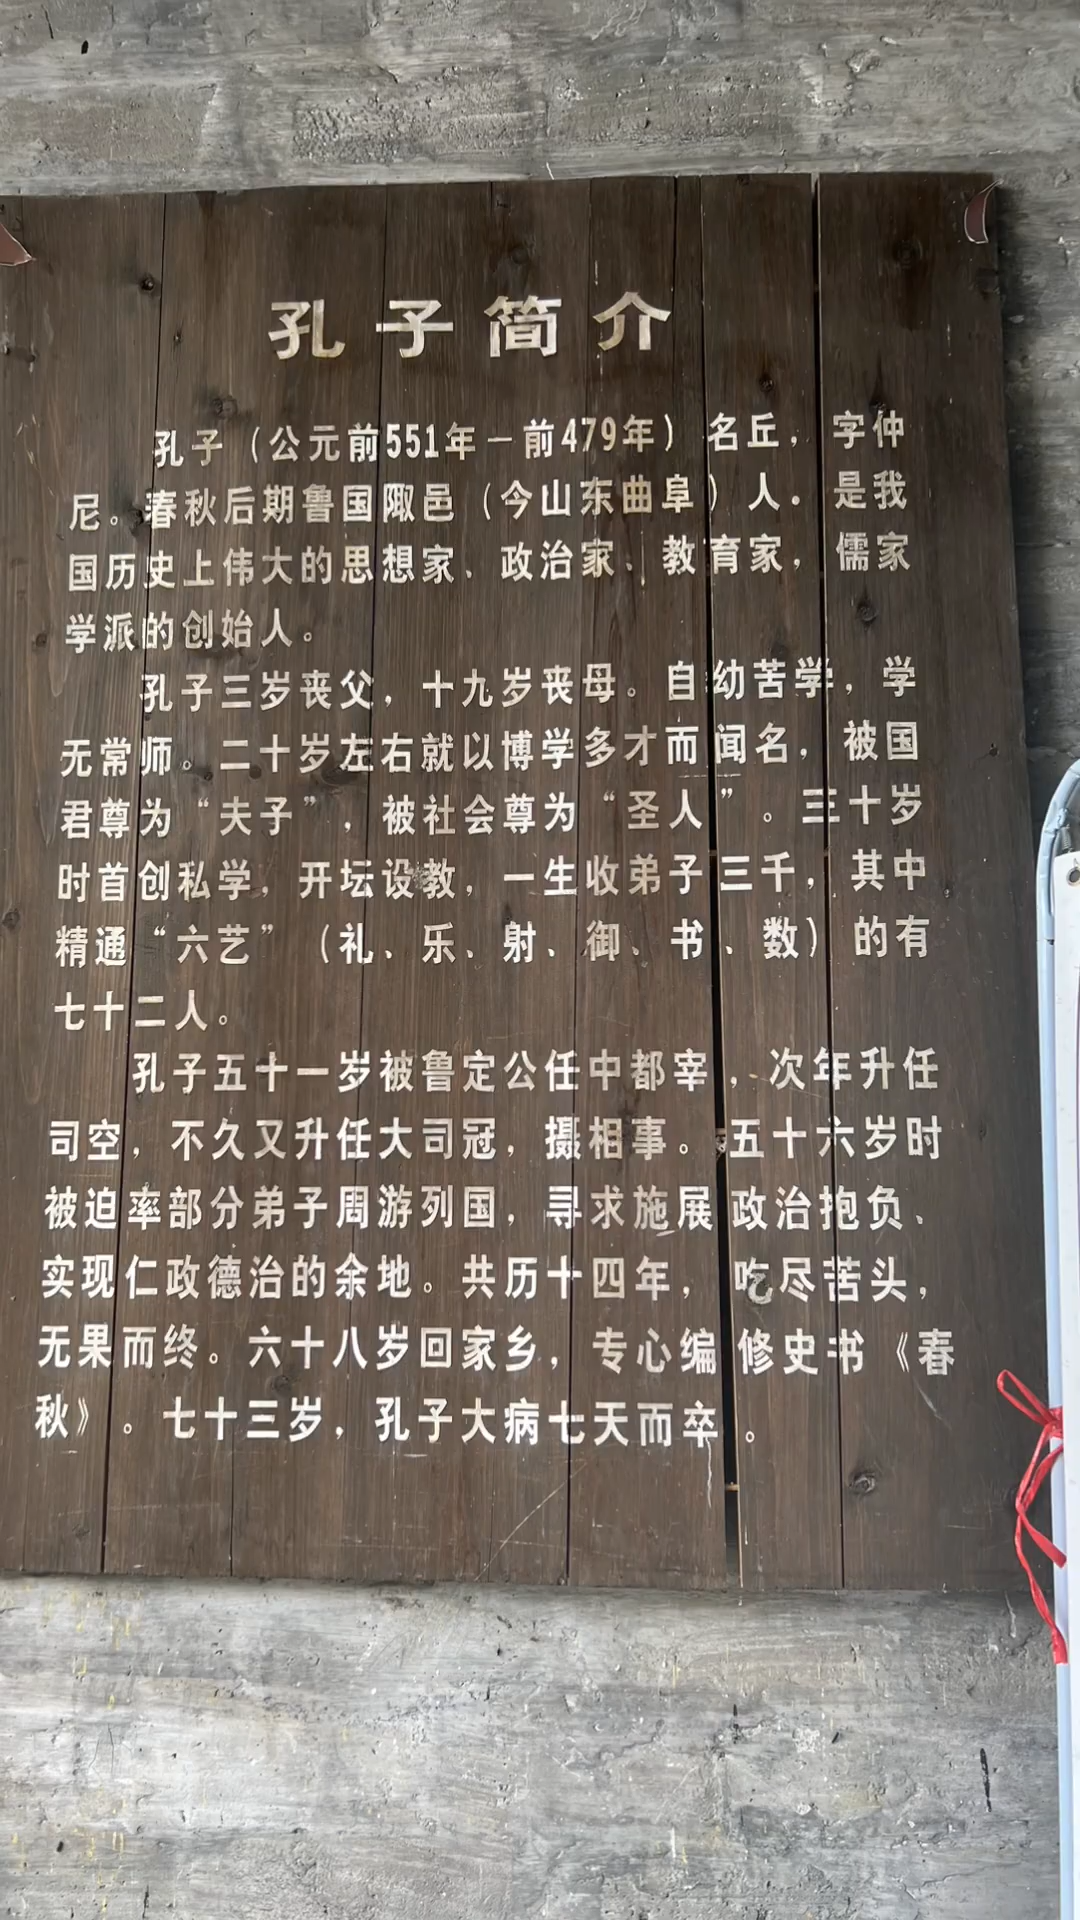 孔子简介
孔子（公元前551年－前479年）名丘，字仲
尼。春秋后期鲁国陬邑（今山东曲阜）人．是我
国历史上伟大的思想家、政治家、教育家，儒家
学派的创始人。
孔子三岁丧父，十九岁丧母。自幼苦学，学
无常师。二十岁左右就以博学多才而闻名，被国
君尊为“夫子”，被社会尊为“圣人”。三十岁
时首创私学，开坛设教，一生收弟子三千，其中
精通“六艺”（礼、乐、射、御、书、数）的有
七十二人。
孔子五十一岁被鲁定公任中都宰，次年升任
司空，不久又升任大司冠，摄相事。五十六岁时
被迫率部分弟子周游列国，寻求施展政治抱负、
实现仁政德治的余地。共历十四年，吃尽苦头，
无果而终。六十八岁回家乡，专心编修史书《春
秋》。七十三岁，孔子大病七天而卒。